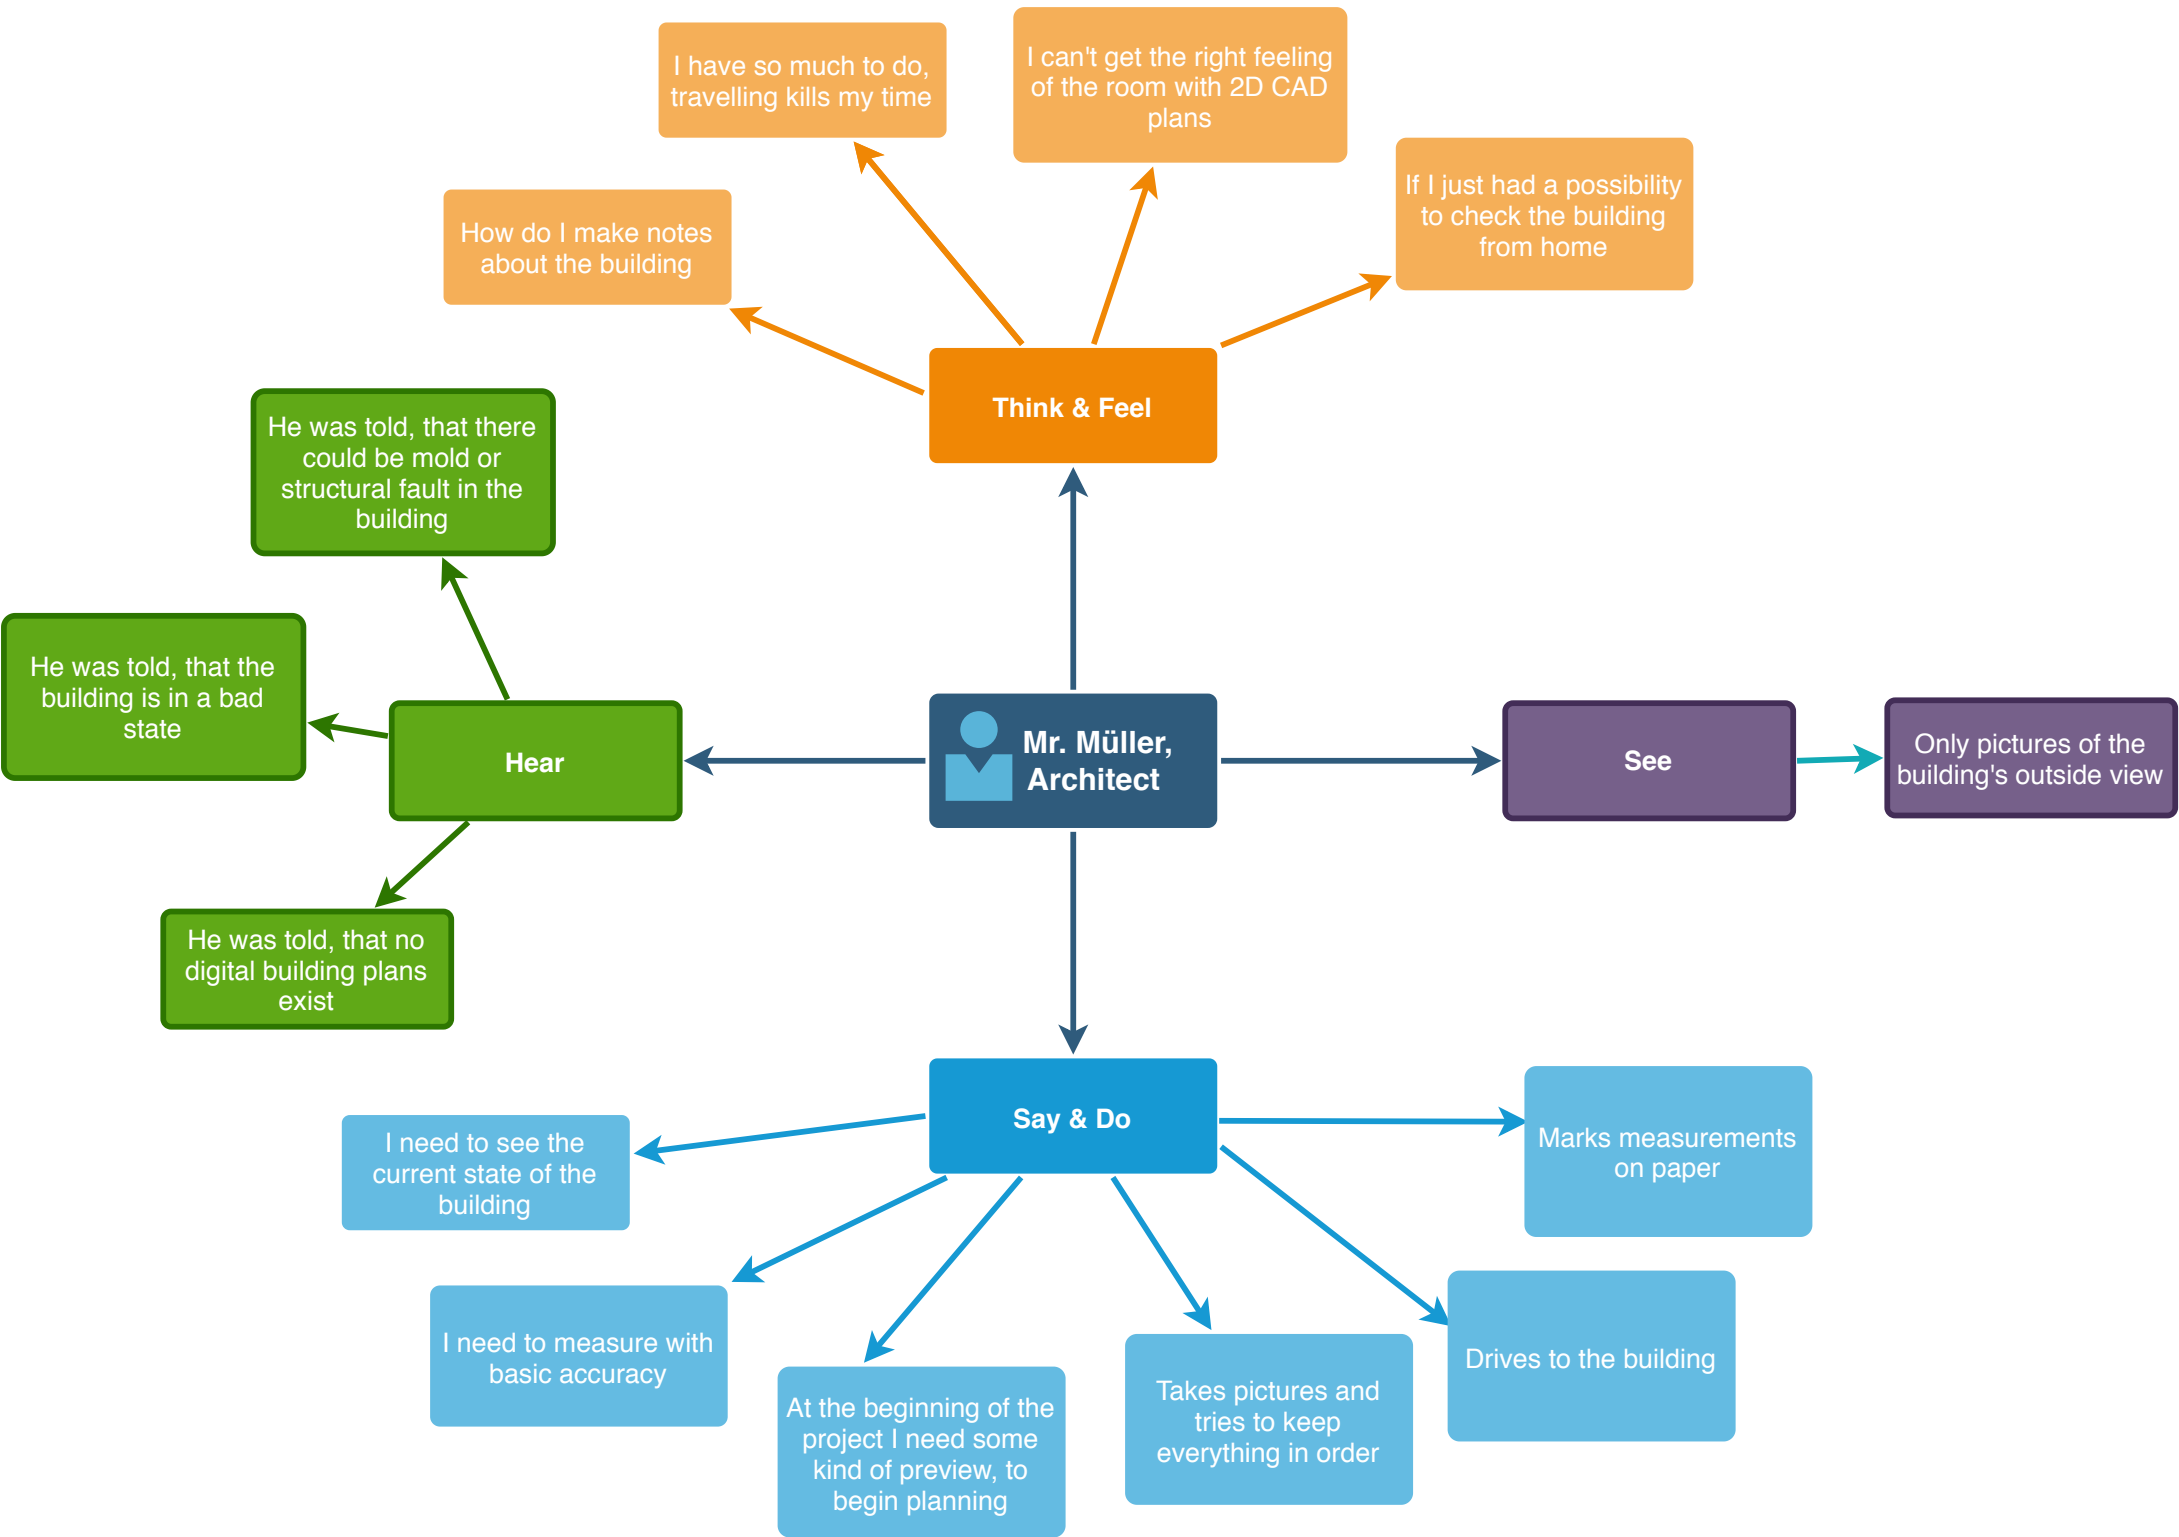 I have so much to do,
travelling kills my time
I can't get the right feeling
of the room with 2D CAD
plans
If I just had a possibility
to check the building
from home
How do I make notes
about the building
Think & Feel
He was told, that there
could be mold or
structural fault in the
building
He was told, that the
building is in a bad
state
Hear
Mr. Müller,
Architect
See
Only pictures of the
building's outside view
He was told, that no
digital building plans
exist
Say & Do
I need to see the
current state of the
building
Marks measurements
on paper
I need to measure with
basic accuracy
At the beginning of the
project I need some
kind of preview, to
begin planning
Takes pictures and
tries to keep
everything in order
Drives to the building